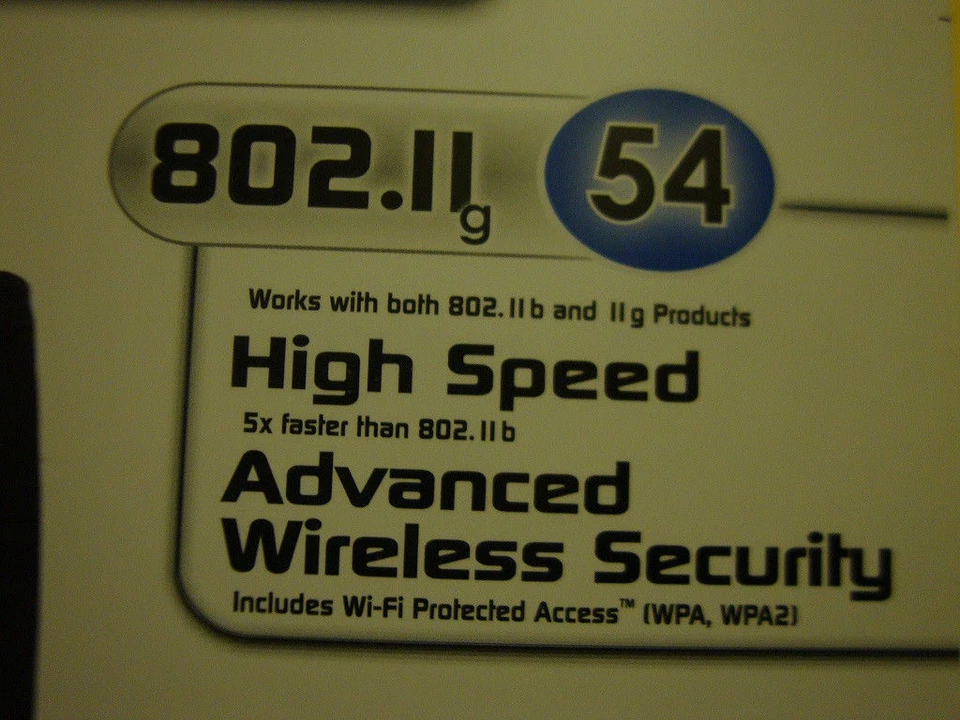 802.11g 54
Works with both 802.11b and 11g Products
High Speed
5x faster than 802.11b
Advanced
Wireless Security
Includes Wi-Fi Protected Access™ (WPA, WPA2)